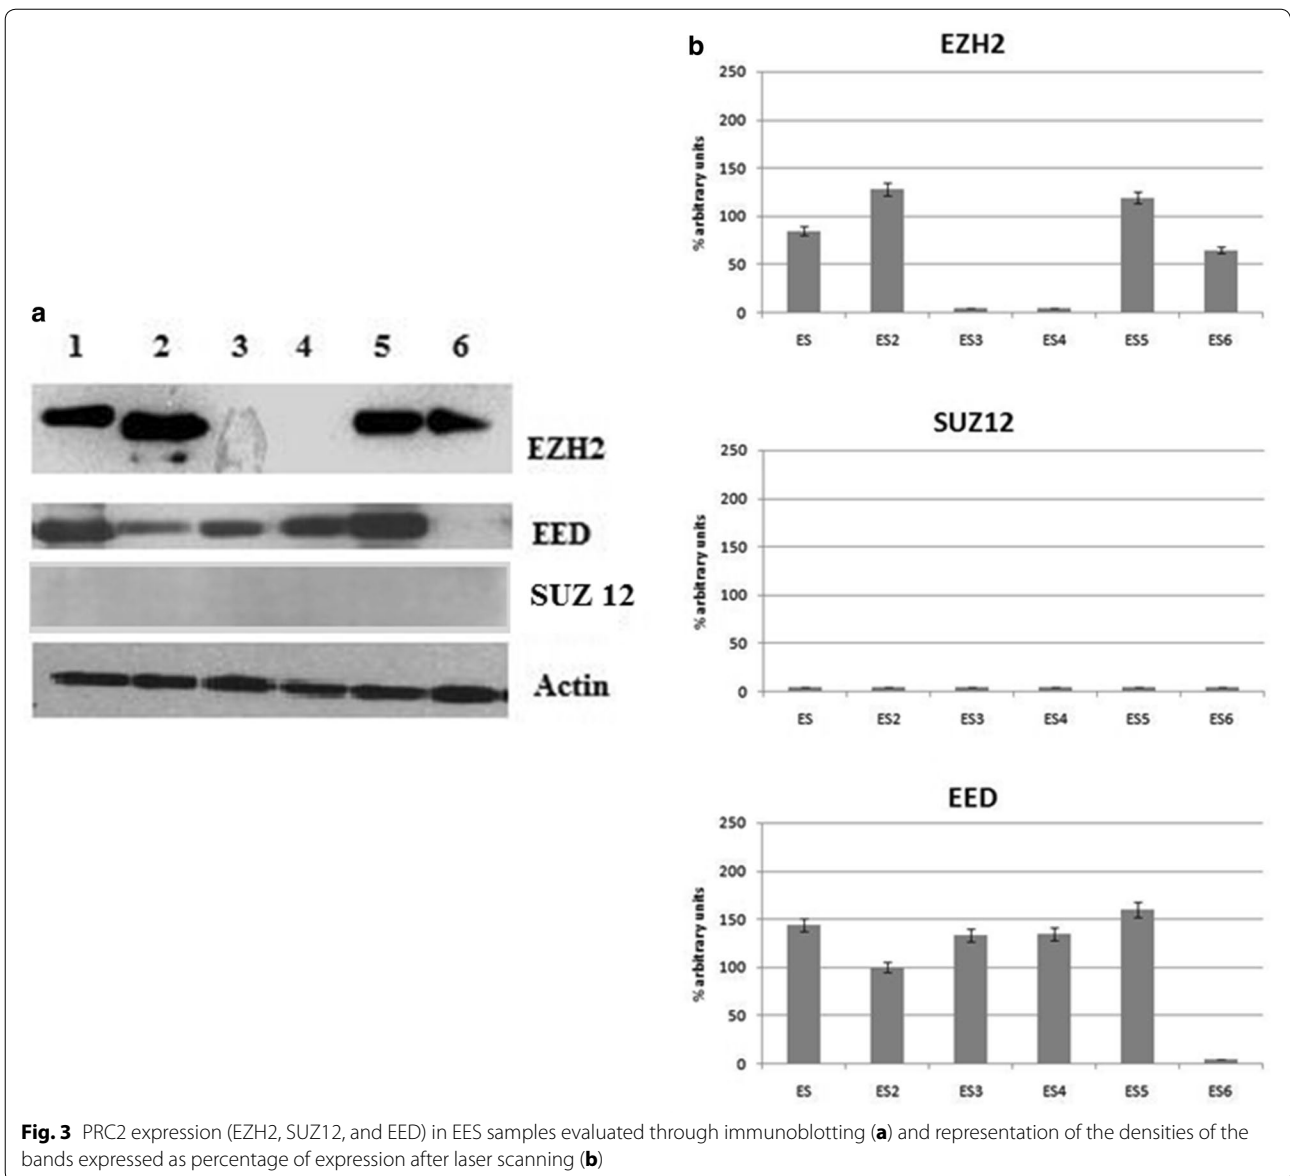 a
1 2 3 4 5 6
EZH2
EED
SUZ 12
Actin
b
EZH2
% arbitrary units
250
200
150
100
50
0
ES ES2 ES3 ES4 ES5 ES6
SUZ12
% arbitrary units
250
200
150
100
50
0
ES ES2 ES3 ES4 ES5 ES6
EED
% arbitrary units
250
200
150
100
50
0
ES ES2 ES3 ES4 ES5 ES6
Fig. 3 PRC2 expression (EZH2, SUZ12, and EED) in EES samples evaluated through immunoblotting (a) and representation of the densities of the
bands expressed as percentage of expression after laser scanning (b)